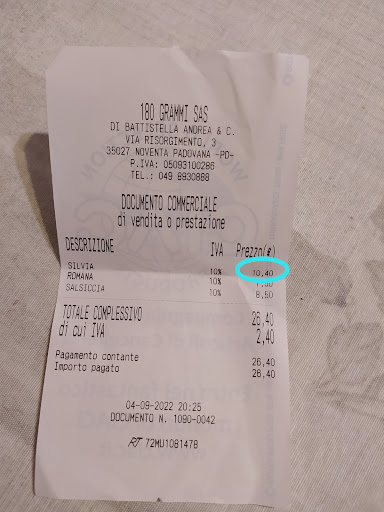 180 GRAMMI SAS
DI BATTISTELLA ANDREA & C.
VIA RISORGIMENTO, 3
35027 NOVENTA PADOVANA -PD-
P.IVA: 05093100286
TEL.: 049 8930888
DOCUMENTO COMMERCIALE
di vendita o prestazione
DESCRIZIONE IVA Prezzo(€)
SILVIA 10% 10,40
ROMANA 10%
SALSICCIA 10% 8,50
TOTALE COMPLESSIVO 26,40
di cui IVA 2,40
Pagamento contante 26,40
Importo pagato 26,40
04-09-2022 20:25
DOCUMENTO N. 1090-0042
RT 72MU1081478